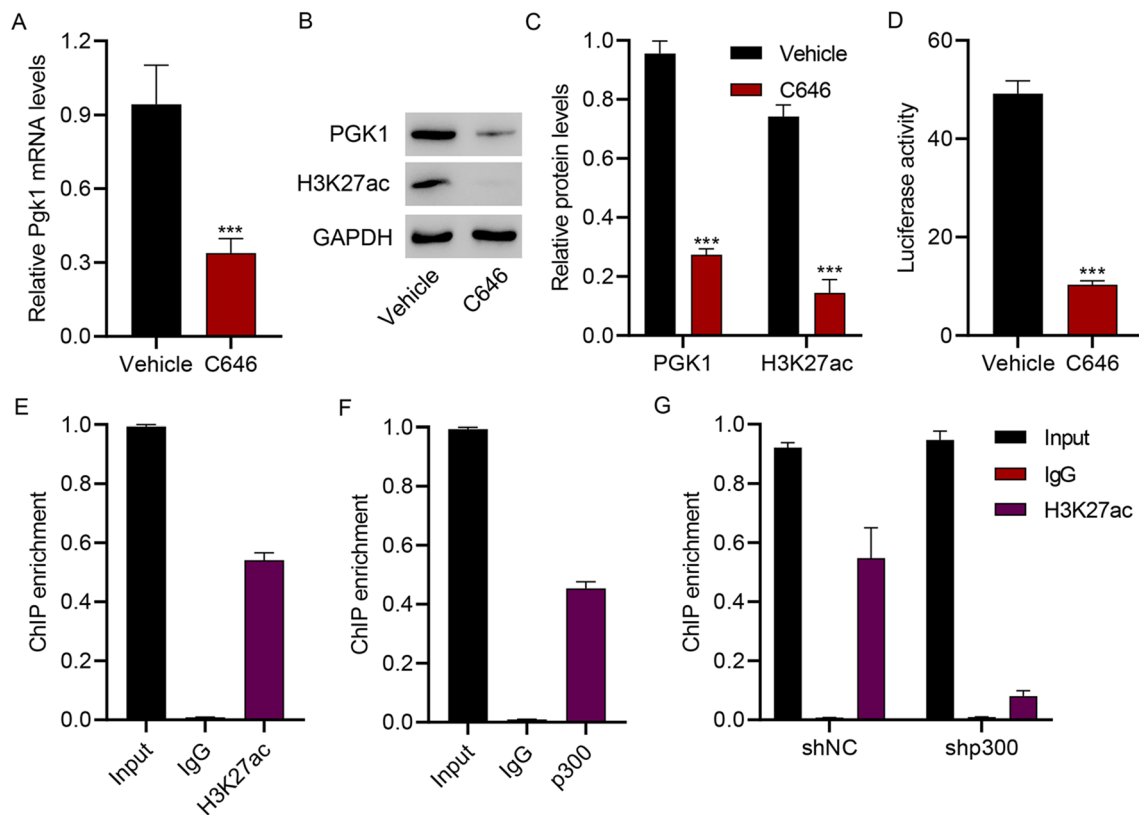 A
Relative Pgk1 mRNA levels
1.2
0.9
0.6
0.3
0.0
***
Vehicle C646
B
PGK1
H3K27ac
GAPDH
Vehicle
C646
C
Relative protein levels
1.0
0.8
0.6
0.4
0.2
0.0
Vehicle
C646
***
***
PGK1 H3K27ac
D
Luciferase activity
60
40
20
0
***
Vehicle C646
E
ChIP enrichment
1.0
0.8
0.6
0.4
0.2
0.0
Input
IgG
H3K27ac
F
ChIP enrichment
1.0
0.8
0.6
0.4
0.2
0.0
Input
IgG
p300
G
ChIP enrichment
1.0
0.8
0.6
0.4
0.2
0.0
Input
IgG
H3K27ac
shNC shp300